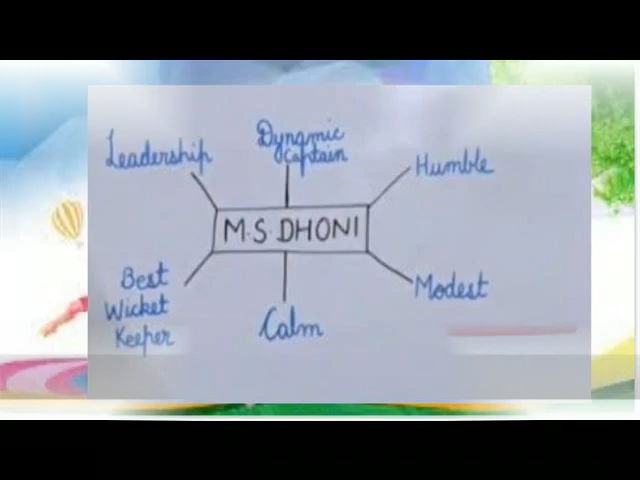 Leadership
Dynamic
Captain
Humble
M.S.DHONI
Best
Wicket
Keeper
Calm
Modest